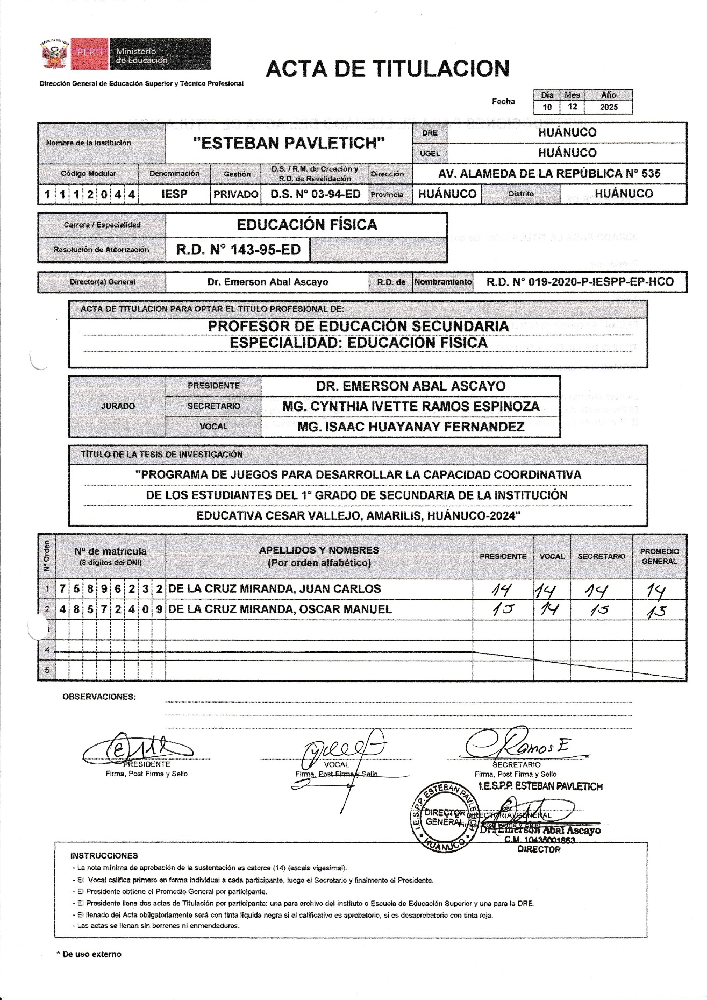 REPÚBLICA DEL PERÚ
PERÚ Ministerio de Educación
Dirección General de Educación Superior y Técnico Profesional
ACTA DE TITULACION
Fecha
Día Mes Año
10 12 2025
Nombre de la Institución "ESTEBAN PAVLETICH" DRE HUÁNUCO
UGEL HUÁNUCO
Código Modular Denominación Gestión D.S. / R.M. de Creación y R.D. de Revalidación Dirección AV. ALAMEDA DE LA REPÚBLICA N° 535
1 1 1 2 0 4 4 IESP PRIVADO D.S. N° 03-94-ED Provincia HUÁNUCO Distrito HUÁNUCO
Carrera / Especialidad EDUCACIÓN FÍSICA
Resolución de Autorización R.D. N° 143-95-ED
Director(a) General Dr. Emerson Abal Ascayo R.D. de Nombramiento R.D. N° 019-2020-P-IESPP-EP-HCO
ACTA DE TITULACION PARA OPTAR EL TITULO PROFESIONAL DE:
PROFESOR DE EDUCACIÓN SECUNDARIA
ESPECIALIDAD: EDUCACIÓN FÍSICA
JURADO
PRESIDENTE DR. EMERSON ABAL ASCAYO
SECRETARIO MG. CYNTHIA IVETTE RAMOS ESPINOZA
VOCAL MG. ISAAC HUAYANAY FERNANDEZ
TÍTULO DE LA TESIS DE INVESTIGACIÓN
"PROGRAMA DE JUEGOS PARA DESARROLLAR LA CAPACIDAD COORDINATIVA
DE LOS ESTUDIANTES DEL 1° GRADO DE SECUNDARIA DE LA INSTITUCIÓN
EDUCATIVA CESAR VALLEJO, AMARILIS, HUÁNUCO-2024"
Nº Orden Nº de matricula (8 dígitos del DNI) APELLIDOS Y NOMBRES (Por orden alfabético) PRESIDENTE VOCAL SECRETARIO PROMEDIO GENERAL
1 7 5 8 9 6 2 3 2 DE LA CRUZ MIRANDA, JUAN CARLOS 14 14 14 14
2 4 8 5 7 2 4 0 9 DE LA CRUZ MIRANDA, OSCAR MANUEL 15 14 15 15
4
5
OBSERVACIONES:
C Ramos E
PRESIDENTE VOCAL SECRETARIO
Firma, Post Firma y Sello Firma, Post Firma y Sello Firma, Post Firma y Sello
I.E.S.P.P. ESTEBAN PAVLETICH
I.E.S.P.P. ESTEBAN PAVLETICH
DIRECTOR GENERAL
HUÁNUCO
DIRECTOR(A) GENERAL
Firma, Post Firma y Sello
Dr. Emerson Abal Ascayo
C.M. 10435001853
DIRECTOR
INSTRUCCIONES
- La nota mínima de aprobación de la sustentación es catorce (14) (escala vigesimal).
- El Vocal califica primero en forma individual a cada participante, luego el Secretario y finalmente el Presidente.
- El Presidente obtiene el Promedio General por participante.
- El Presidente llena dos actas de Titulación por participante: una para archivo del Instituto o Escuela de Educación Superior y una para la DRE.
- El llenado del Acta obligatoriamente será con tinta líquida negra si el calificativo es aprobatorio, si es desaprobatorio con tinta roja.
- Las actas se llenan sin borrones ni enmendaduras.
* De uso externo